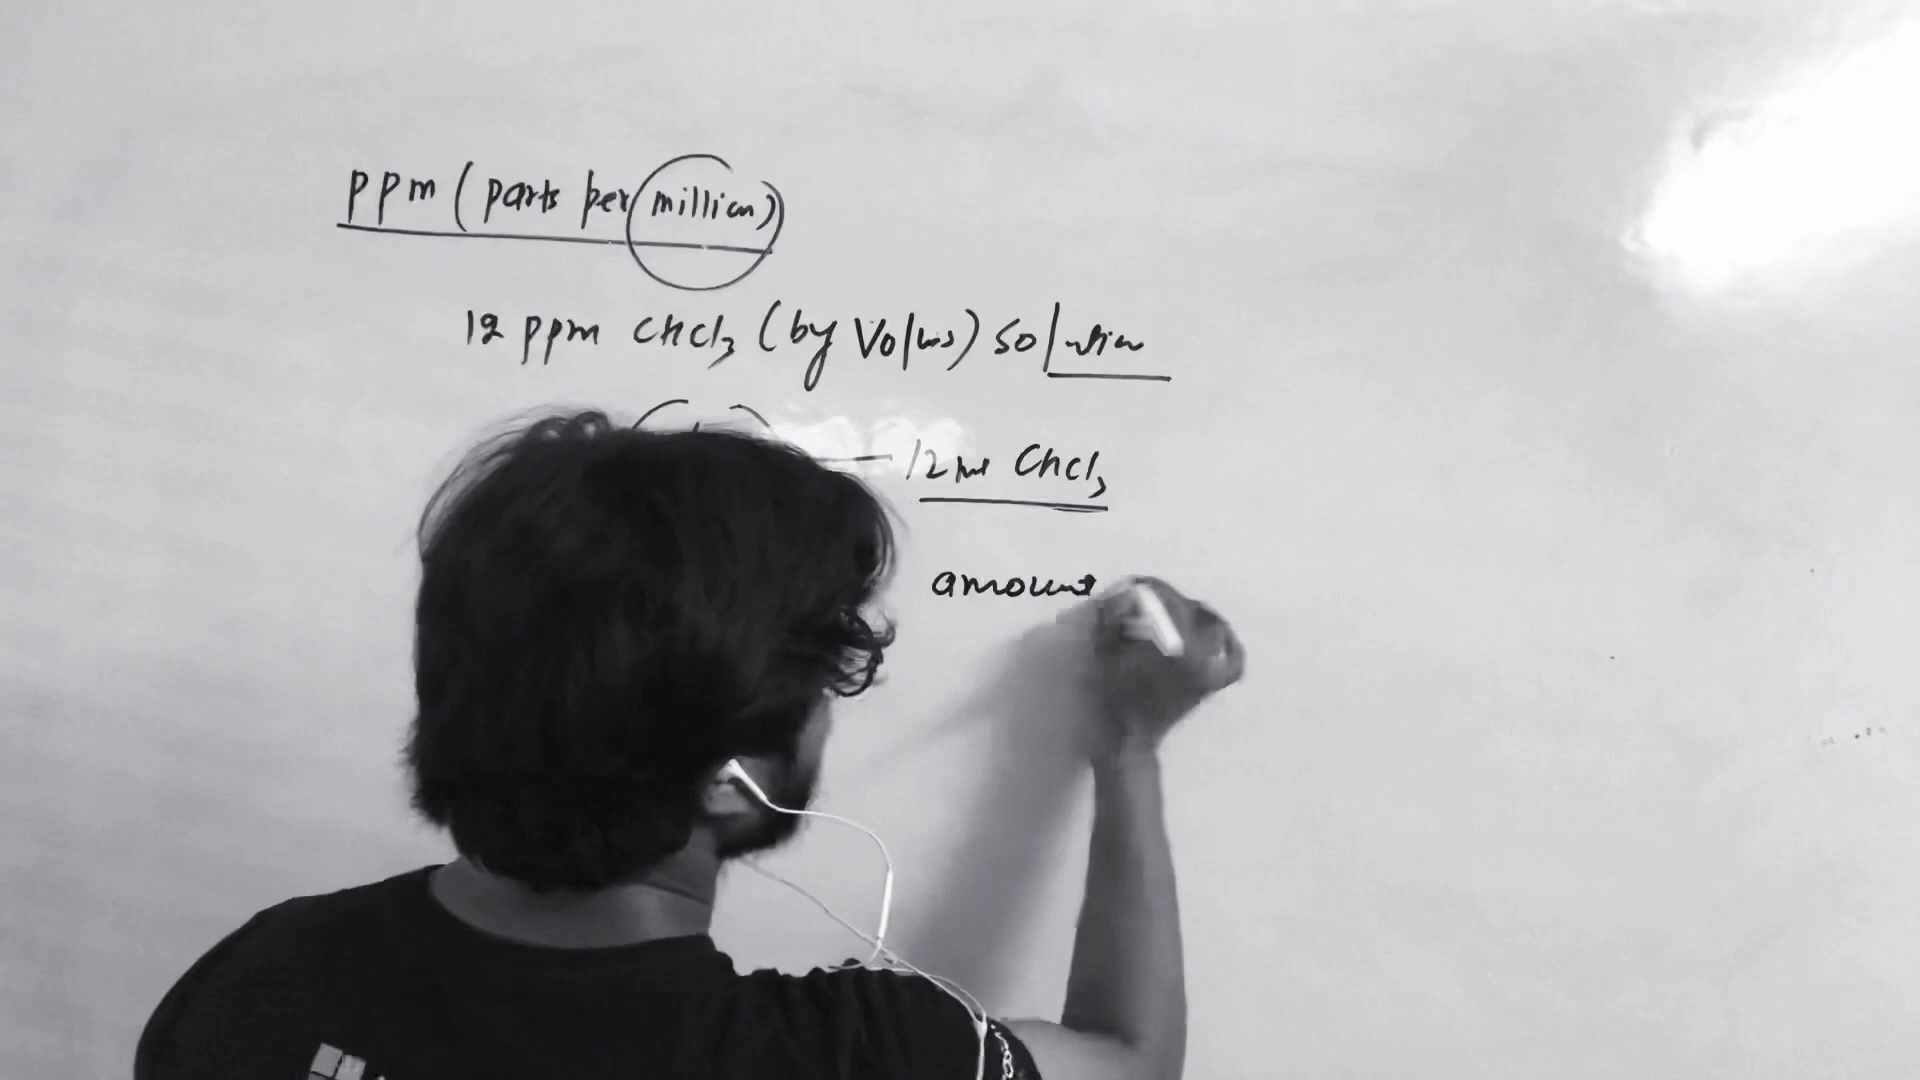 ppm (parts per million)
12 ppm CHCl3 (by Volume) solution
12 ml CHCl3
amount